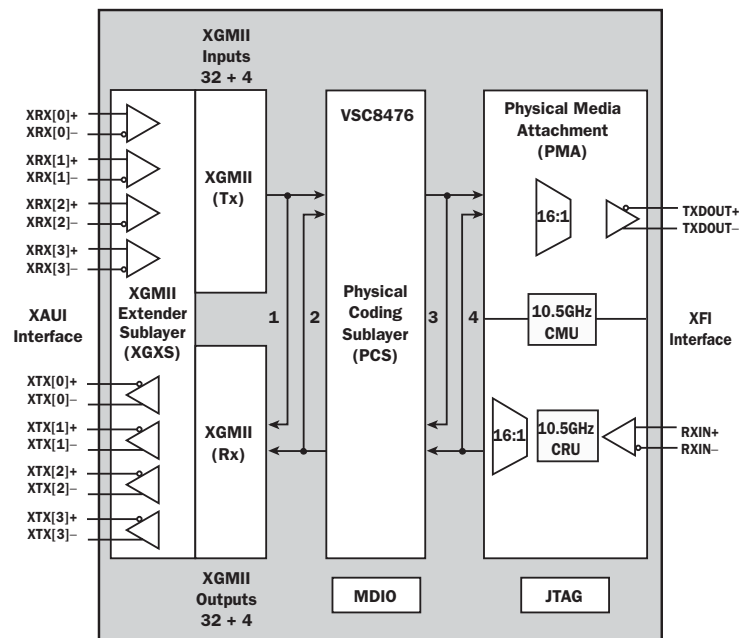 XGMII
Inputs
32 + 4
XRX[0]+
XRX[0]–
XRX[1]+
XRX[1]–
XRX[2]+
XRX[2]–
XRX[3]+
XRX[3]–
XGMII
(Tx)
VSC8476
Physical Media
Attachment
(PMA)
16:1
TXDOUT+
TXDOUT–
XAUI
Interface
XGMII
Extender
Sublayer
(XGXS)
1
2
Physical
Coding
Sublayer
(PCS)
3
4
10.5GHz
CMU
XFI
Interface
XTX[0]+
XTX[0]–
XTX[1]+
XTX[1]–
XTX[2]+
XTX[2]–
XTX[3]+
XTX[3]–
XGMII
(Rx)
16:1
10.5GHz
CRU
RXIN+
RXIN–
XGMII
Outputs
32 + 4
MDIO
JTAG